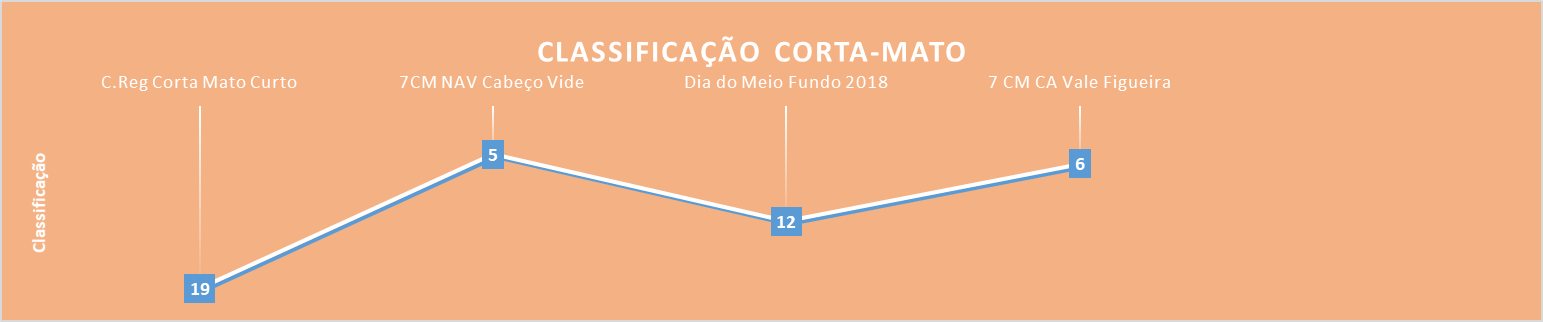 CLASSIFICAÇÃO CORTA-MATO
C.Reg Corta Mato Curto
7CM NAV Cabeço Vide
Dia do Meio Fundo 2018
7 CM CA Vale Figueira
Classificação
19
5
12
6